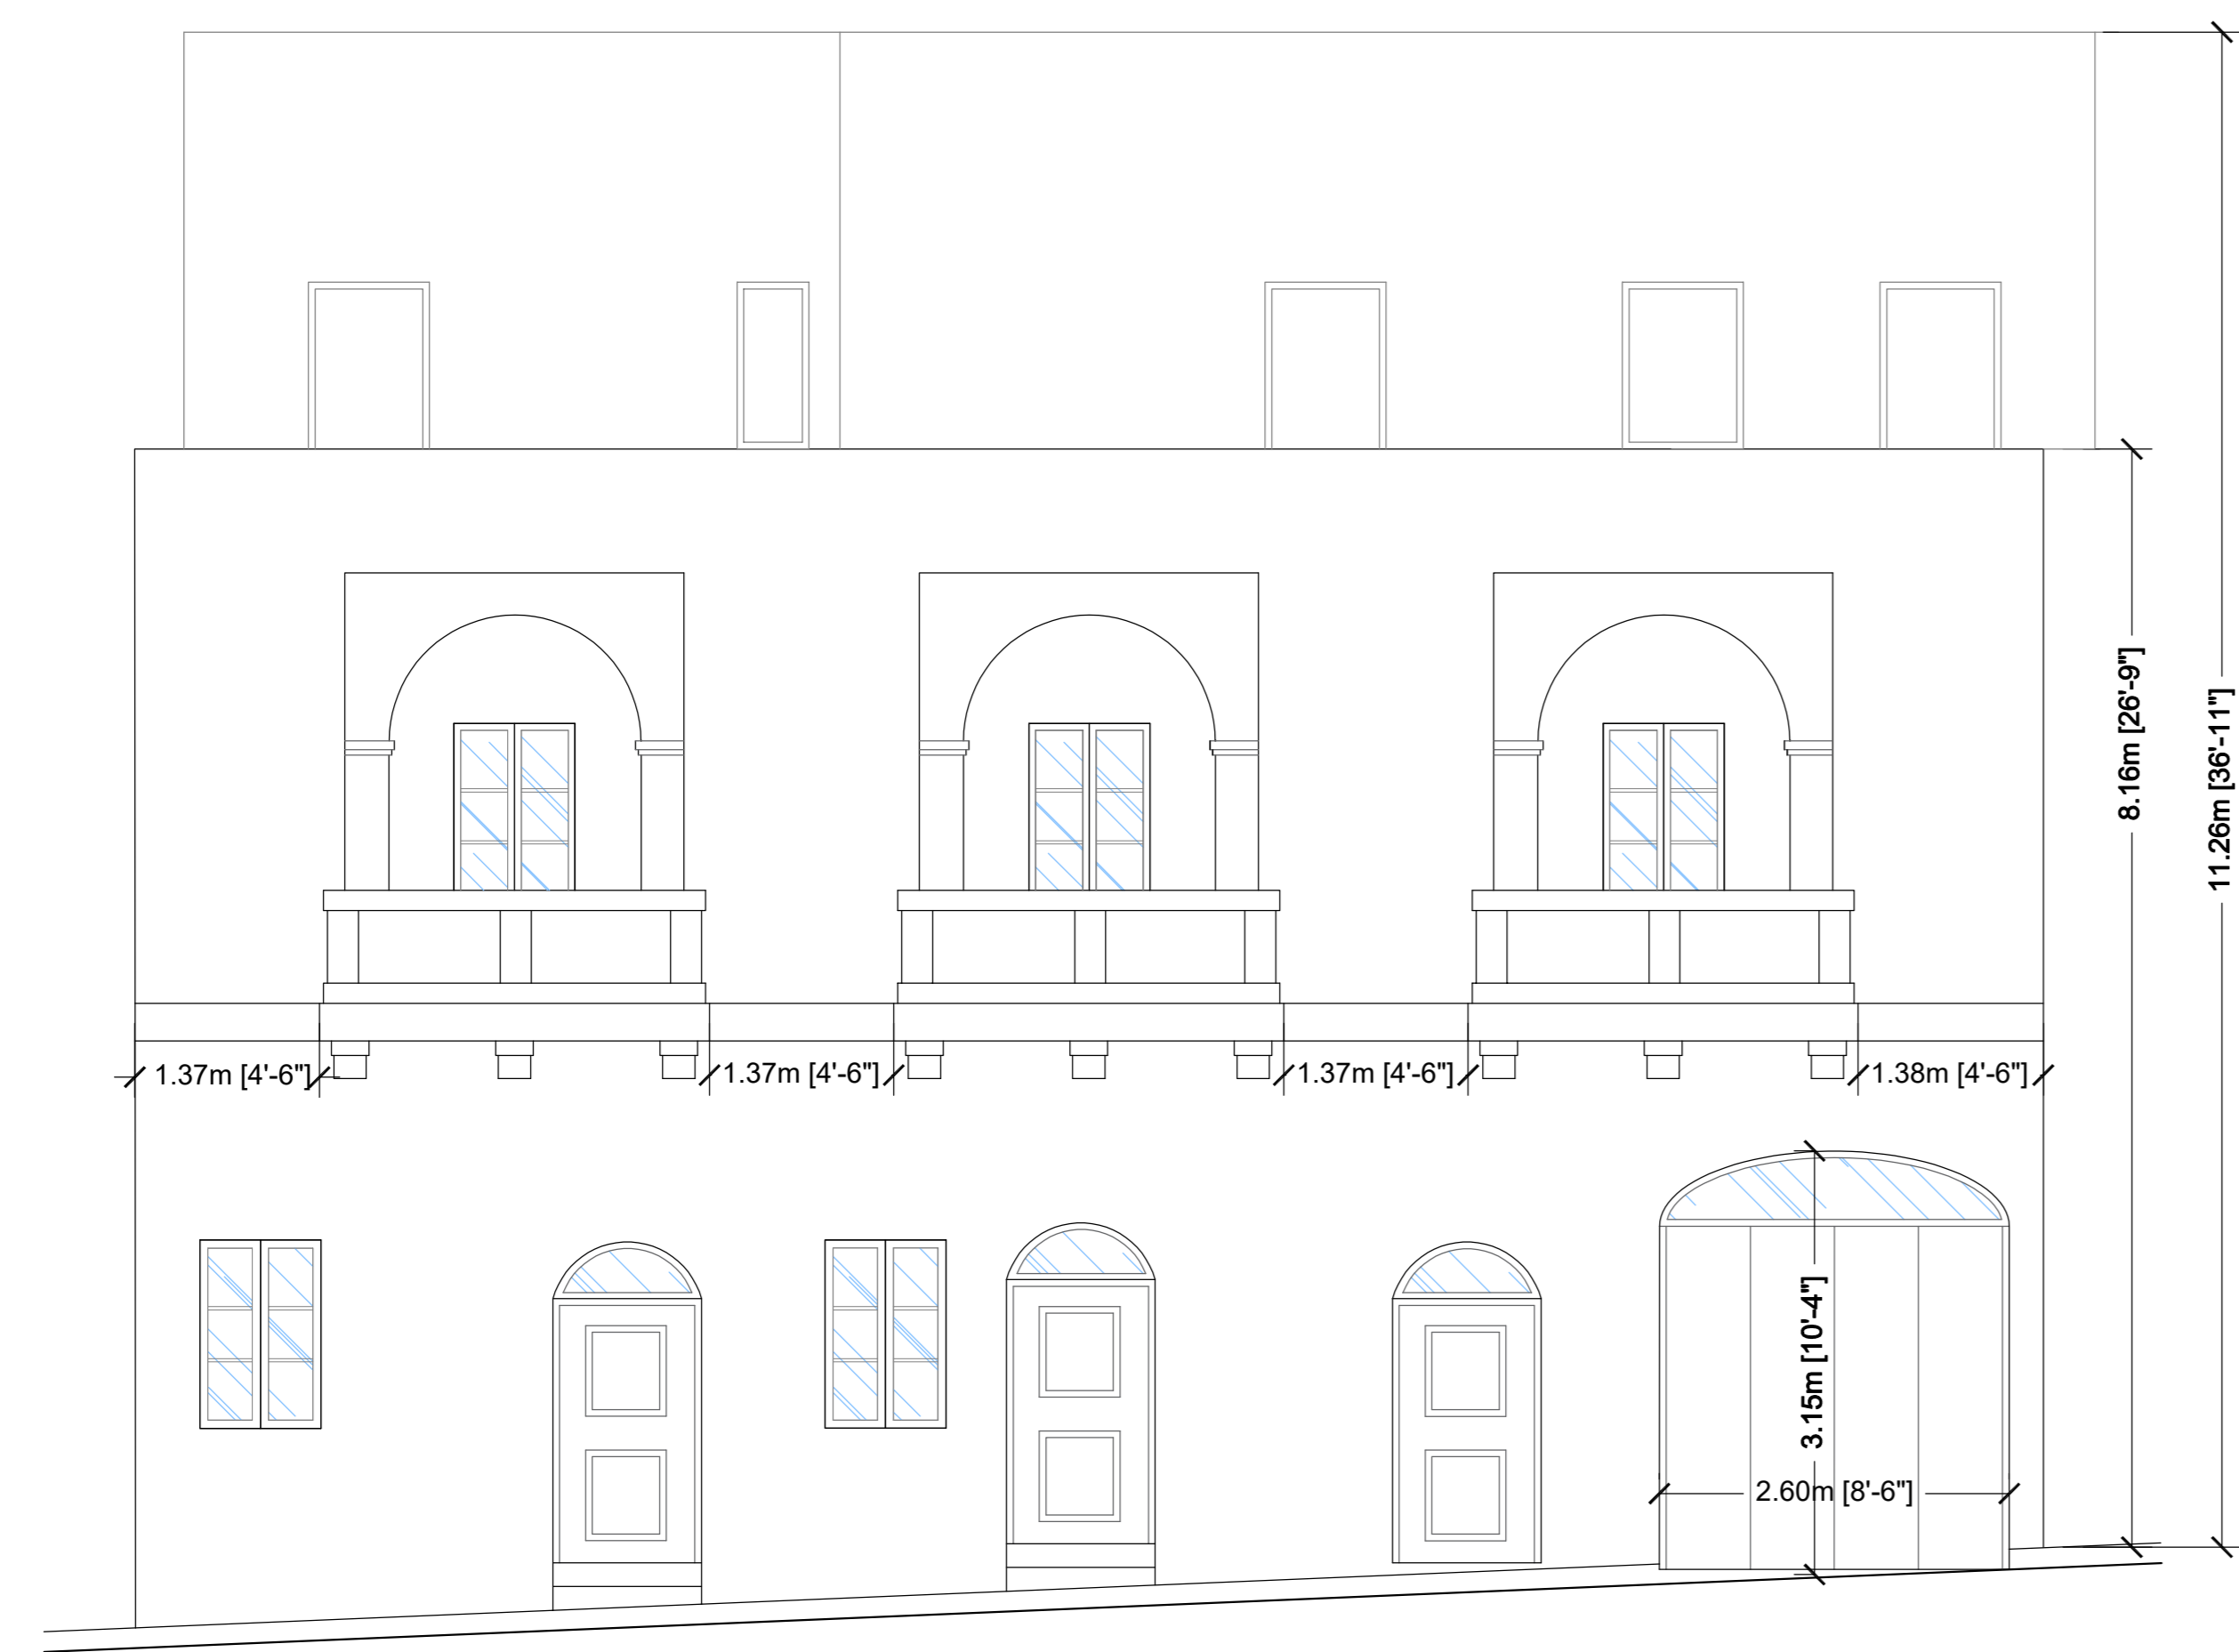 8.16m [26'-9"]
11.26m [36'-11"]
1.37m [4'-6"]
1.37m [4'-6"]
1.37m [4'-6"]
1.38m [4'-6"]
3.15m [10'-4"]
2.60m [8'-6"]